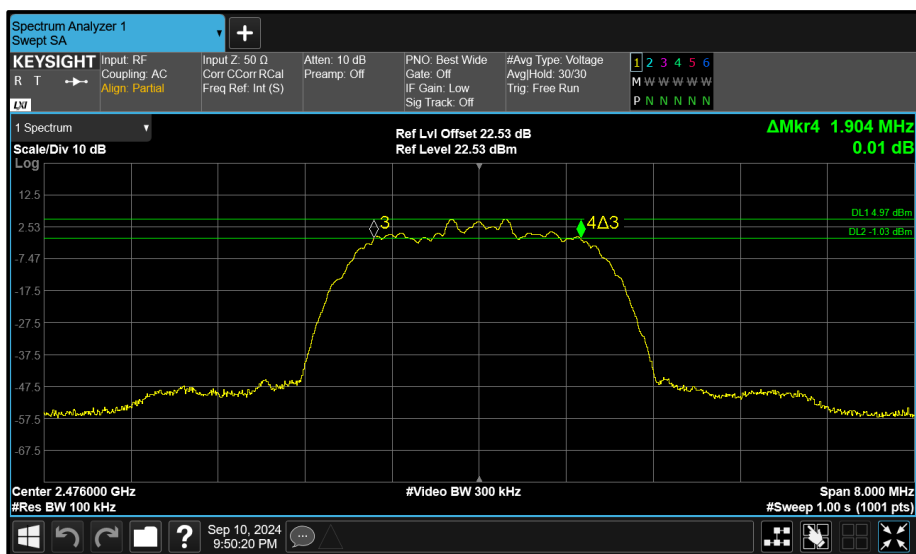 Spectrum Analyzer 1
Swept SA
+
KEYSIGHT
R T
LXI
Input: RF
Coupling: AC
Align: Partial
Input Z: 50 Ω
Corr CCorr RCal
Freq Ref: Int (S)
Atten: 10 dB
Preamp: Off
PNO: Best Wide
Gate: Off
IF Gain: Low
Sig Track: Off
#Avg Type: Voltage
Avg|Hold: 30/30
Trig: Free Run
1 2 3 4 5 6
M W W W W W
P N N N N N
1 Spectrum
Scale/Div 10 dB
Ref Lvl Offset 22.53 dB
Ref Level 22.53 dBm
ΔMkr4 1.904 MHz
0.01 dB
Log
12.5
2.53
-7.47
-17.5
-27.5
-37.5
-47.5
-57.5
-67.5
3
4Δ3
DL1 4.97 dBm
DL2 -1.03 dBm
Center 2.476000 GHz
#Res BW 100 kHz
#Video BW 300 kHz
Span 8.000 MHz
#Sweep 1.00 s (1001 pts)
?
Sep 10, 2024
9:50:20 PM